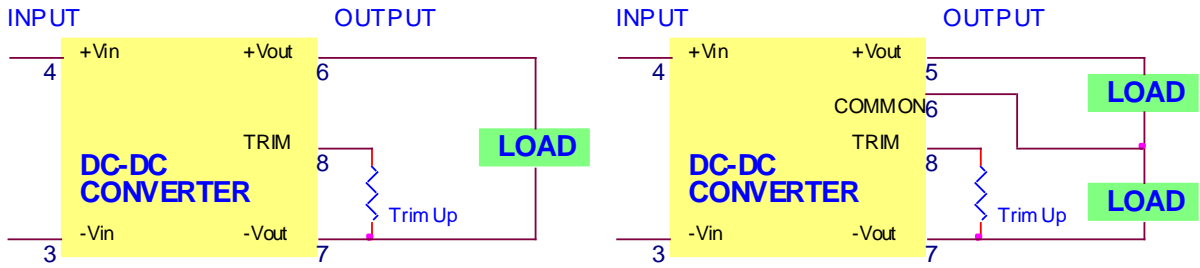 INPUT OUTPUT
+Vin +Vout
4 6
TRIM
LOAD
8
DC-DC
CONVERTER
Trim Up
-Vin -Vout
3 7
INPUT OUTPUT
+Vin +Vout
4 5
LOAD
COMMON 6
TRIM
8
DC-DC
CONVERTER
LOAD
Trim Up
-Vin -Vout
3 7